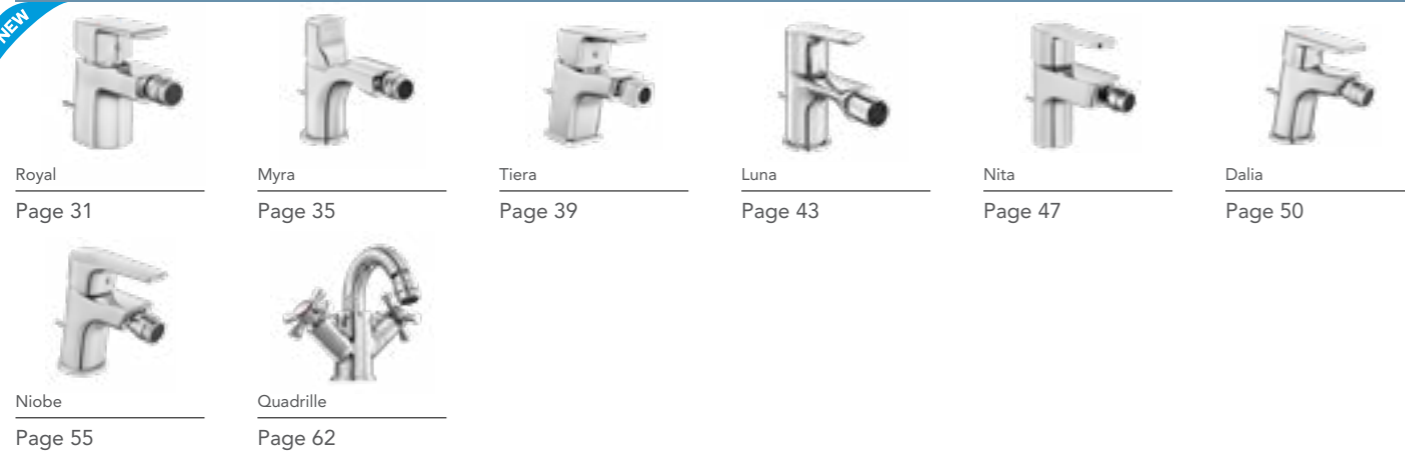 NEW
Royal
Page 31
Myra
Page 35
Tiera
Page 39
Luna
Page 43
Nita
Page 47
Dalia
Page 50
Niobe
Page 55
Quadrille
Page 62